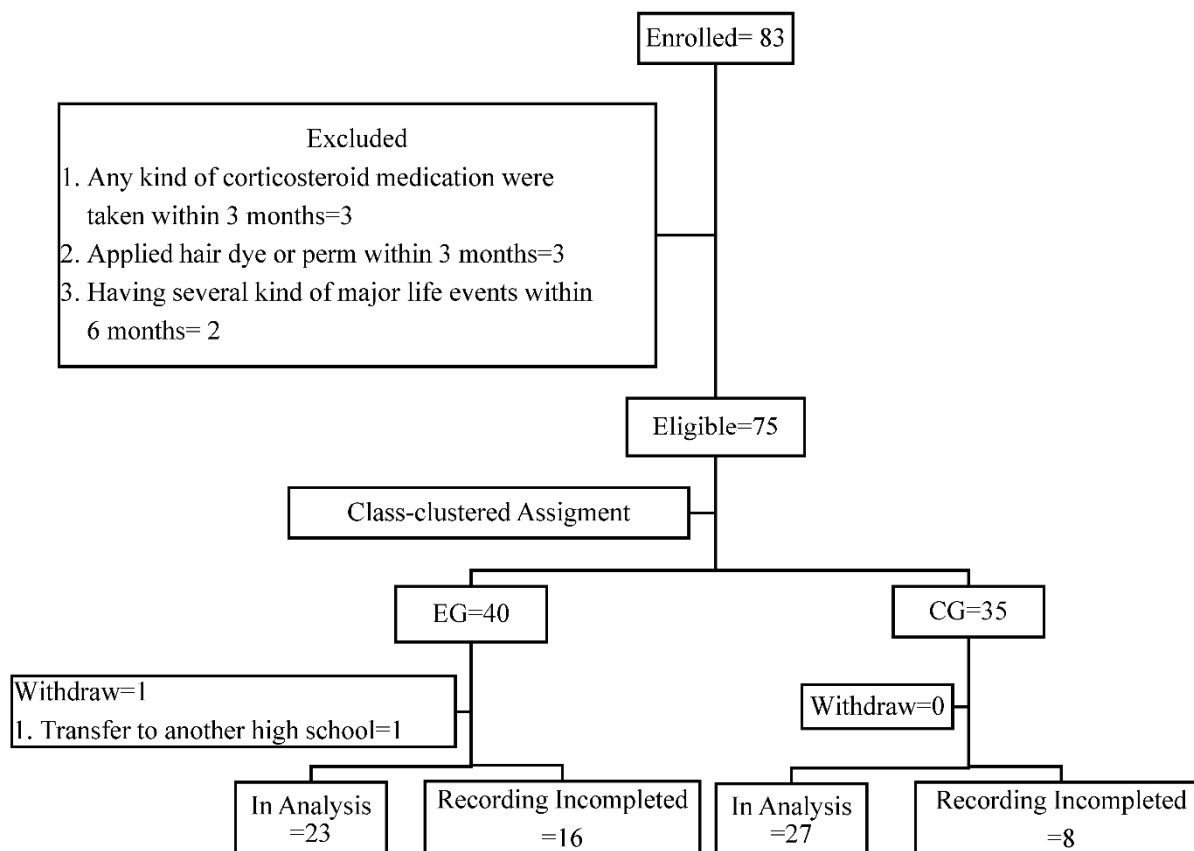 Enrolled= 83
Excluded
1. Any kind of corticosteroid medication were
taken within 3 months=3
2. Applied hair dye or perm within 3 months=3
3. Having several kind of major life events within
6 months= 2
Eligible=75
Class-clustered Assigment
EG=40
CG=35
Withdraw=1
1. Transfer to another high school=1
Withdraw=0
In Analysis
=23
Recording Incompleted
=16
In Analysis
=27
Recording Incompleted
=8